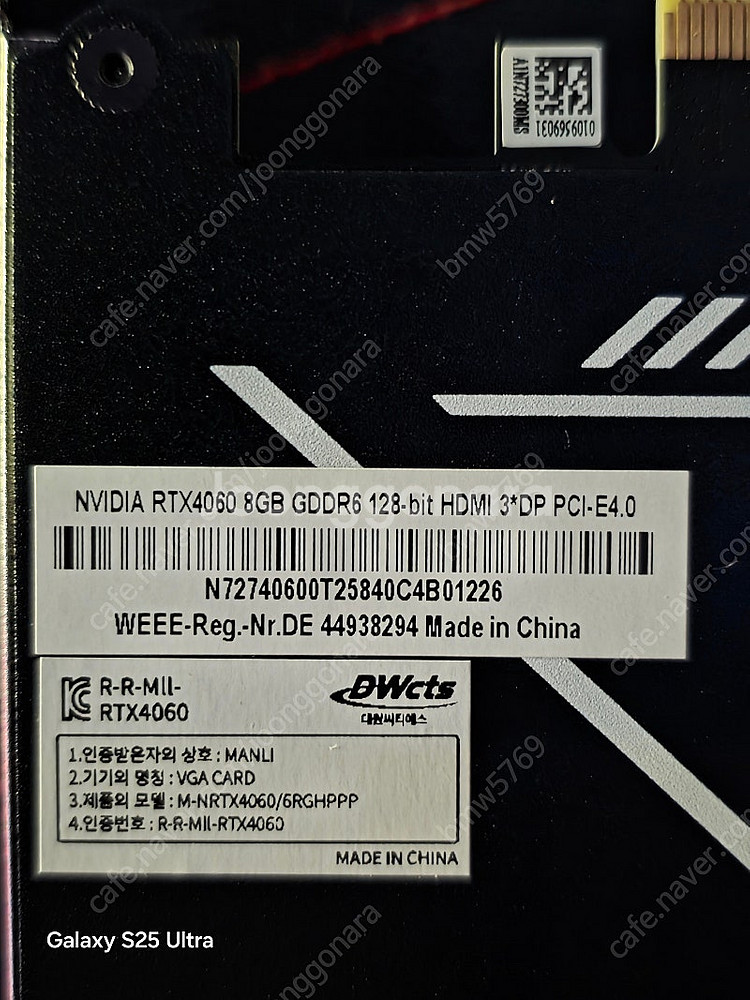 A1N7227300MIS
0109569031
NVIDIA RTX4060 8GB GDDR6 128-bit HDMI 3*DP PCI-E4.0
N72740600T25840C4B01226
WEEE-Reg.-Nr.DE 44938294 Made in China
R-R-Mll-
RTX4060
DWcts
대원씨티에스
1.인증받은자의 상호 : MANLI
2.기기의 명칭 : VGA CARD
3.제품의 모델 : M-NRTX4060/6RGHPPP
4.인증번호 : R-R-Mll-RTX4060
MADE IN CHINA
Galaxy S25 Ultra
cafe.naver.com/joonggonara
bmw5769